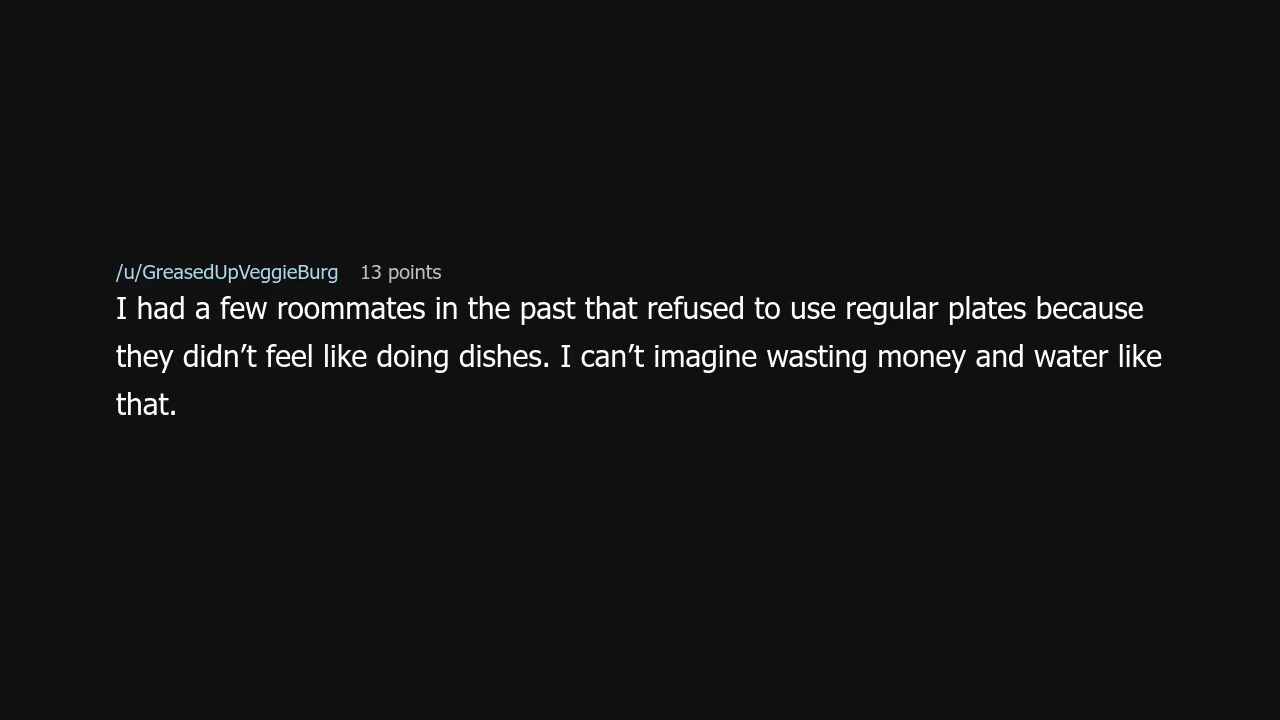 /u/GreasedUpVeggieBurg 13 points
I had a few roommates in the past that refused to use regular plates because
they didn’t feel like doing dishes. I can’t imagine wasting money and water like
that.